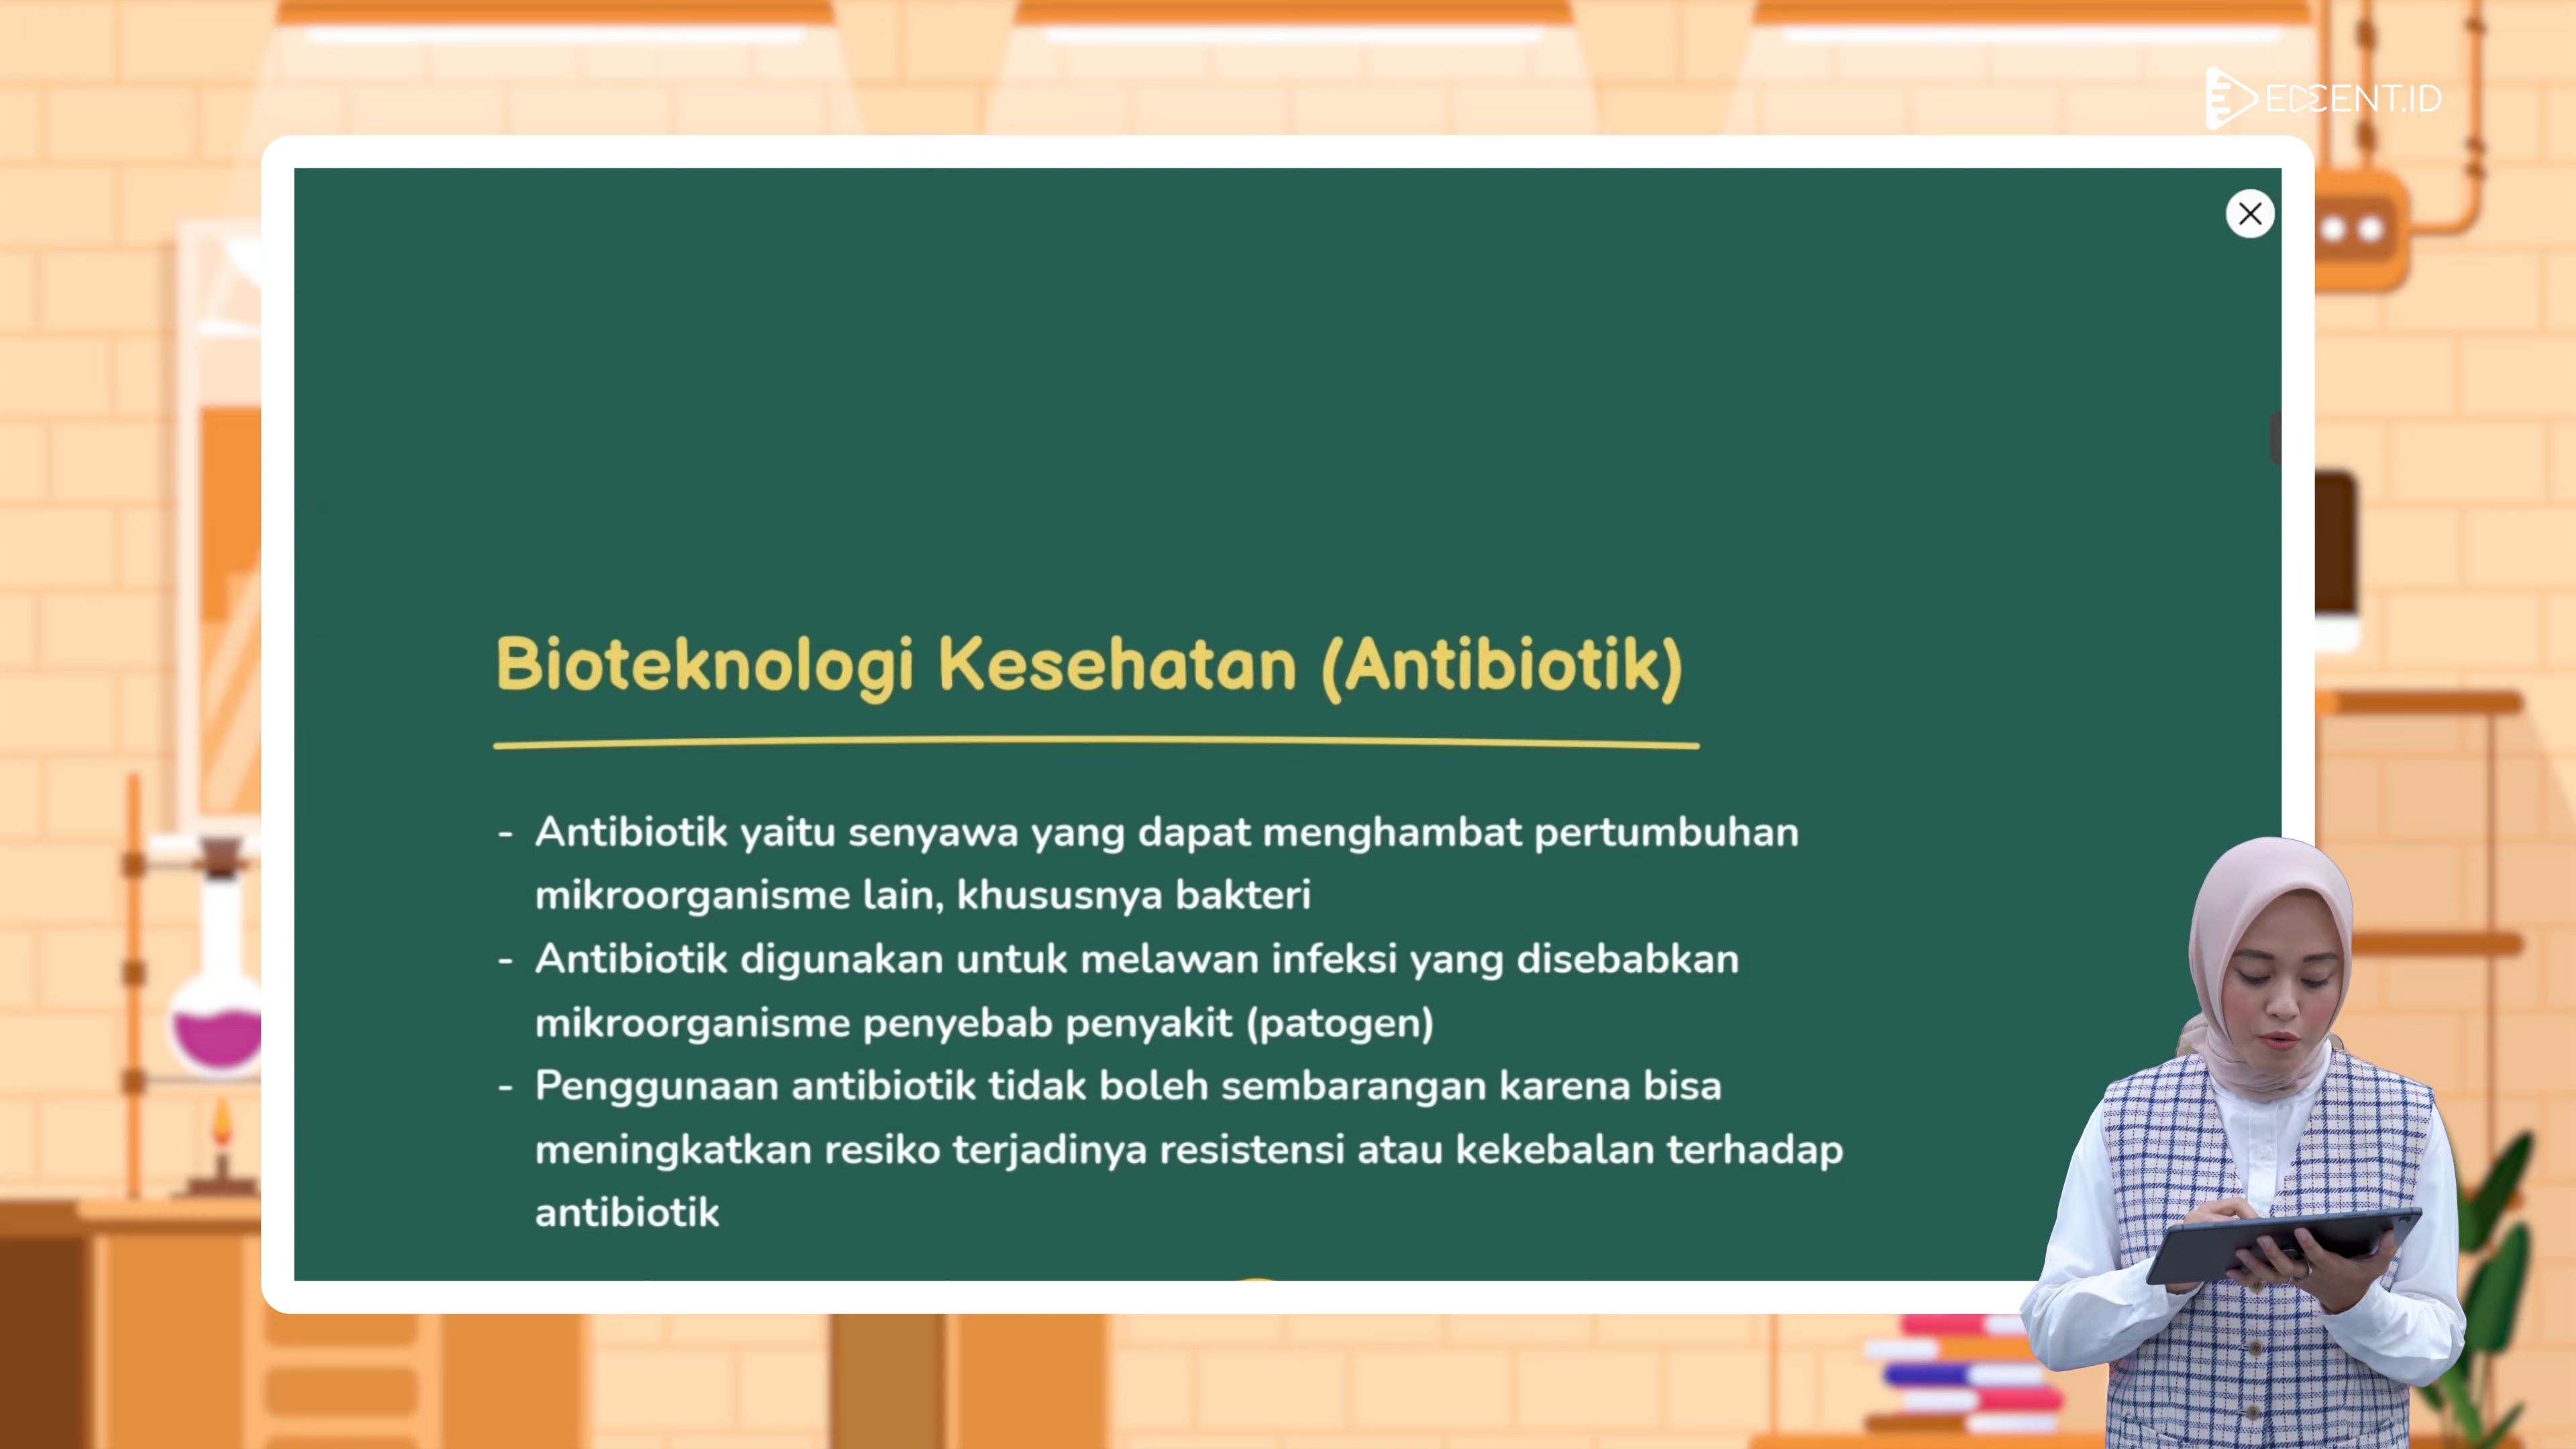 EDCENT.ID
Bioteknologi Kesehatan (Antibiotik)
- Antibiotik yaitu senyawa yang dapat menghambat pertumbuhan
mikroorganisme lain, khususnya bakteri
- Antibiotik digunakan untuk melawan infeksi yang disebabkan
mikroorganisme penyebab penyakit (patogen)
- Penggunaan antibiotik tidak boleh sembarangan karena bisa
meningkatkan resiko terjadinya resistensi atau kekebalan terhadap
antibiotik